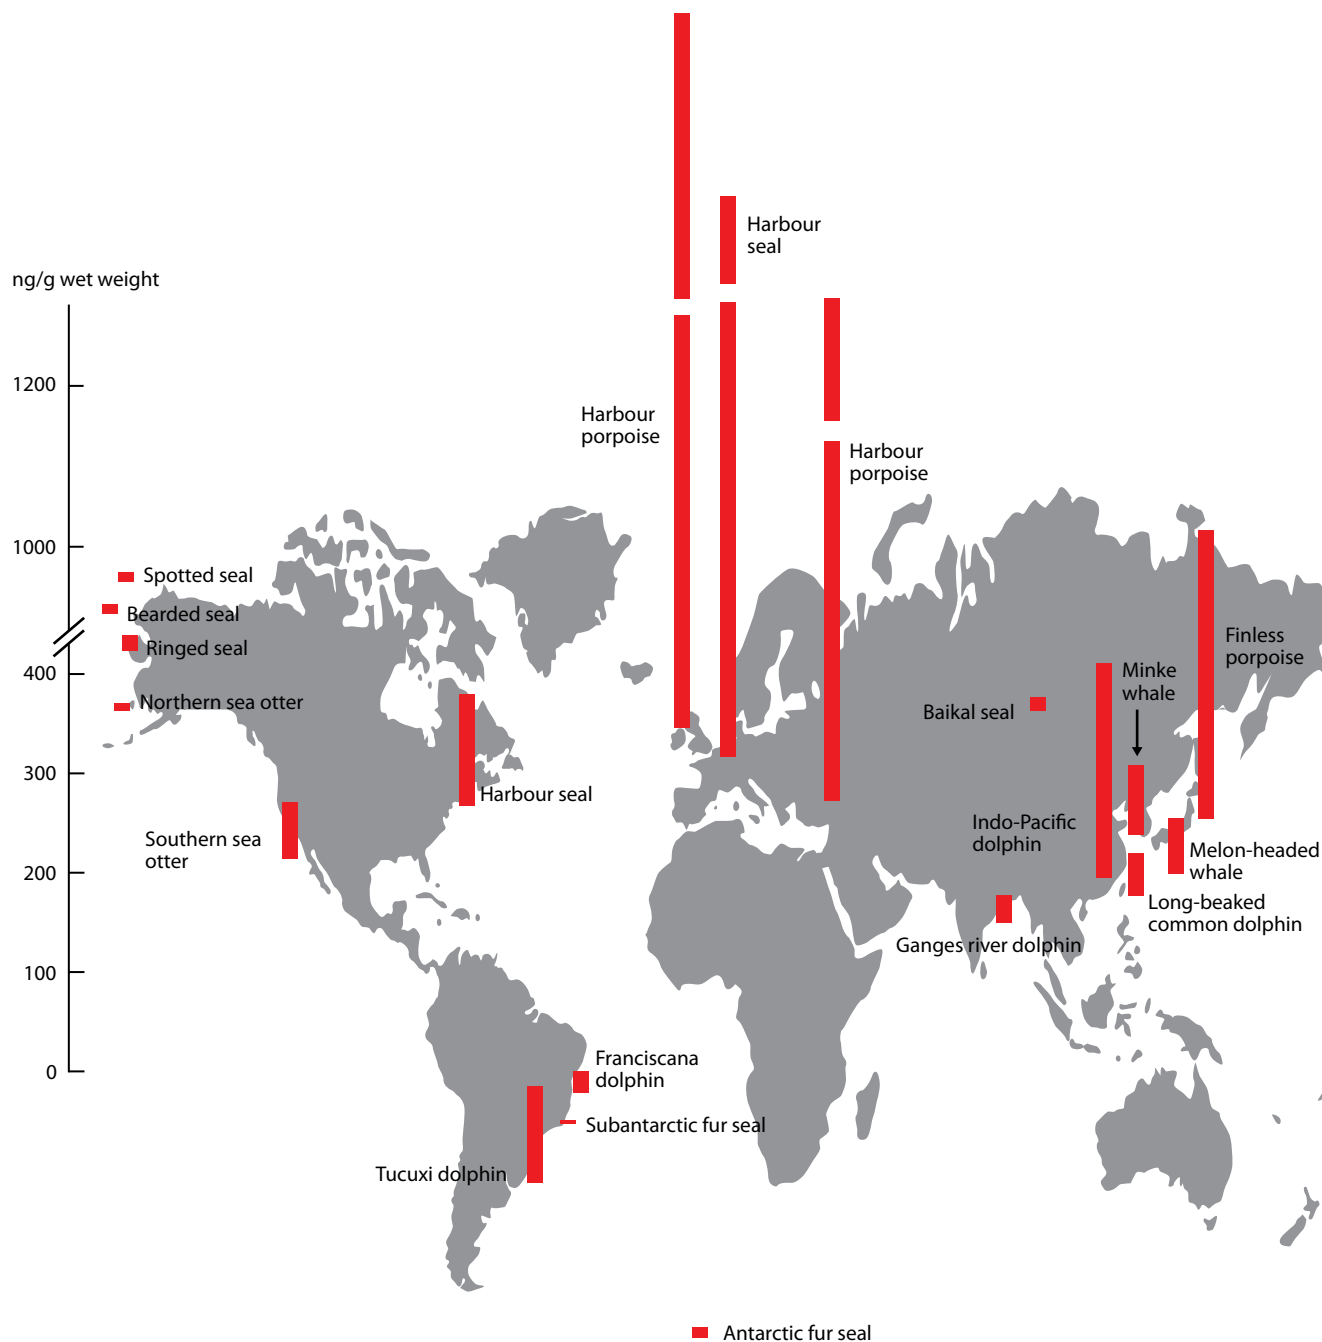 Harbour
seal
ng/g wet weight
1200
Harbour
porpoise
Harbour
porpoise
1000
Spotted seal
Bearded seal
Ringed seal
Finless
porpoise
400
Minke
whale
Northern sea otter
Baikal seal
300
Harbour seal
Indo-Pacific
dolphin
Southern sea
otter
Melon-headed
whale
200
Long-beaked
common dolphin
Ganges river dolphin
100
Franciscana
dolphin
0
Subantarctic fur seal
Tucuxi dolphin
Antarctic fur seal